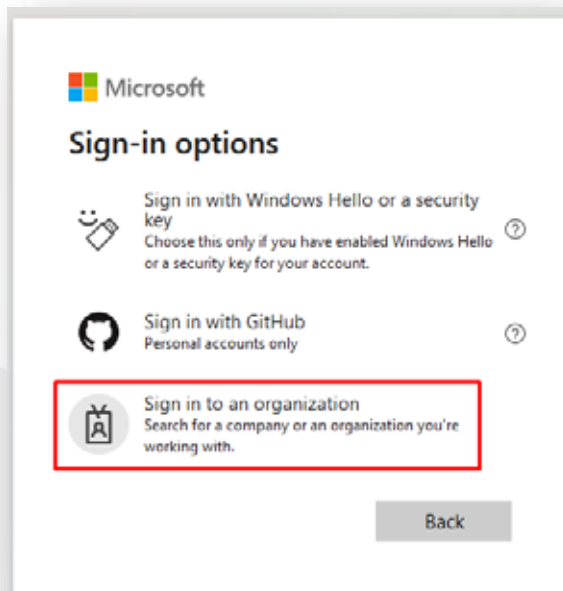 Microsoft
Sign-in options
Sign in with Windows Hello or a security
key
Choose this only if you have enabled Windows Hello
or a security key for your account.
Sign in with GitHub
Personal accounts only
Sign in to an organization
Search for a company or an organization you're
working with.
Back